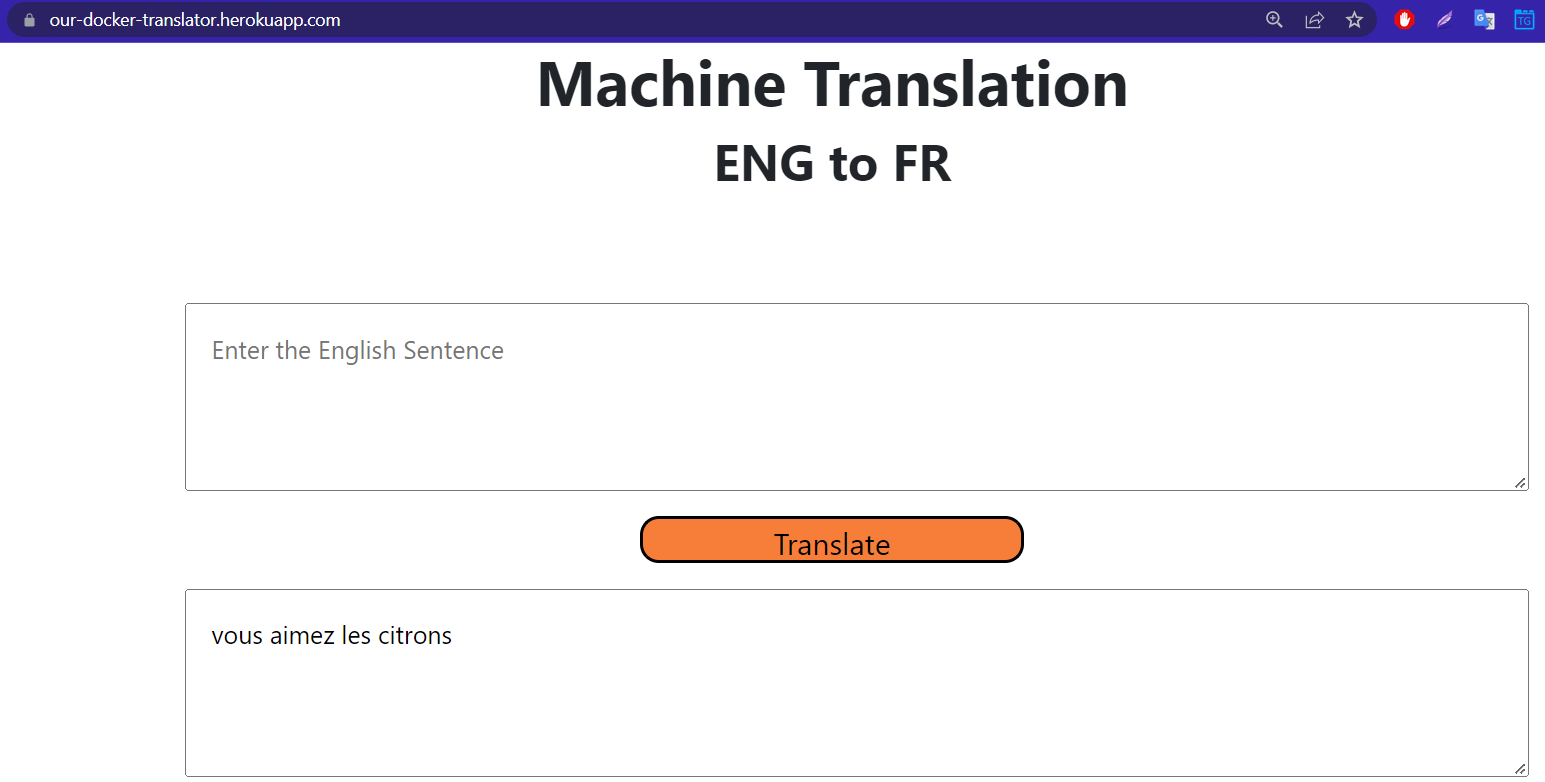 our-docker-translator.herokuapp.com
Machine Translation
ENG to FR
Enter the English Sentence
Translate
vous aimez les citrons